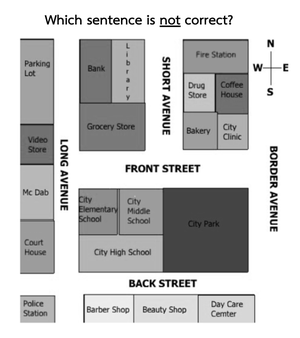 Which sentence is not correct?
N
W E
S
Parking
Lot
Bank
L
i
b
r
a
r
y
SHORT AVENUE
Fire Station
Drug
Store
Coffee
House
Grocery Store
Bakery
City
Clinic
Video
Store
LONG AVENUE
BORDER AVENUE
FRONT STREET
Mc Dab
City
Elementary
School
City
Middle
School
City Park
Court
House
City High School
BACK STREET
Police
Station
Barber Shop
Beauty Shop
Day Care
Center